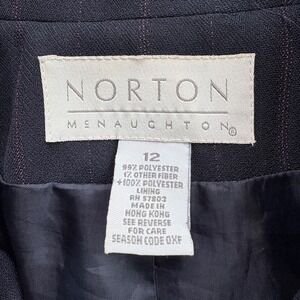 NORTON
McNAUGHTON®
12
99% POLYESTER
1% OTHER FIBER
+100% POLYESTER
LINING
RN 57803
MADE IN
HONG KONG
SEE REVERSE
FOR CARE
SEASON CODE QXF